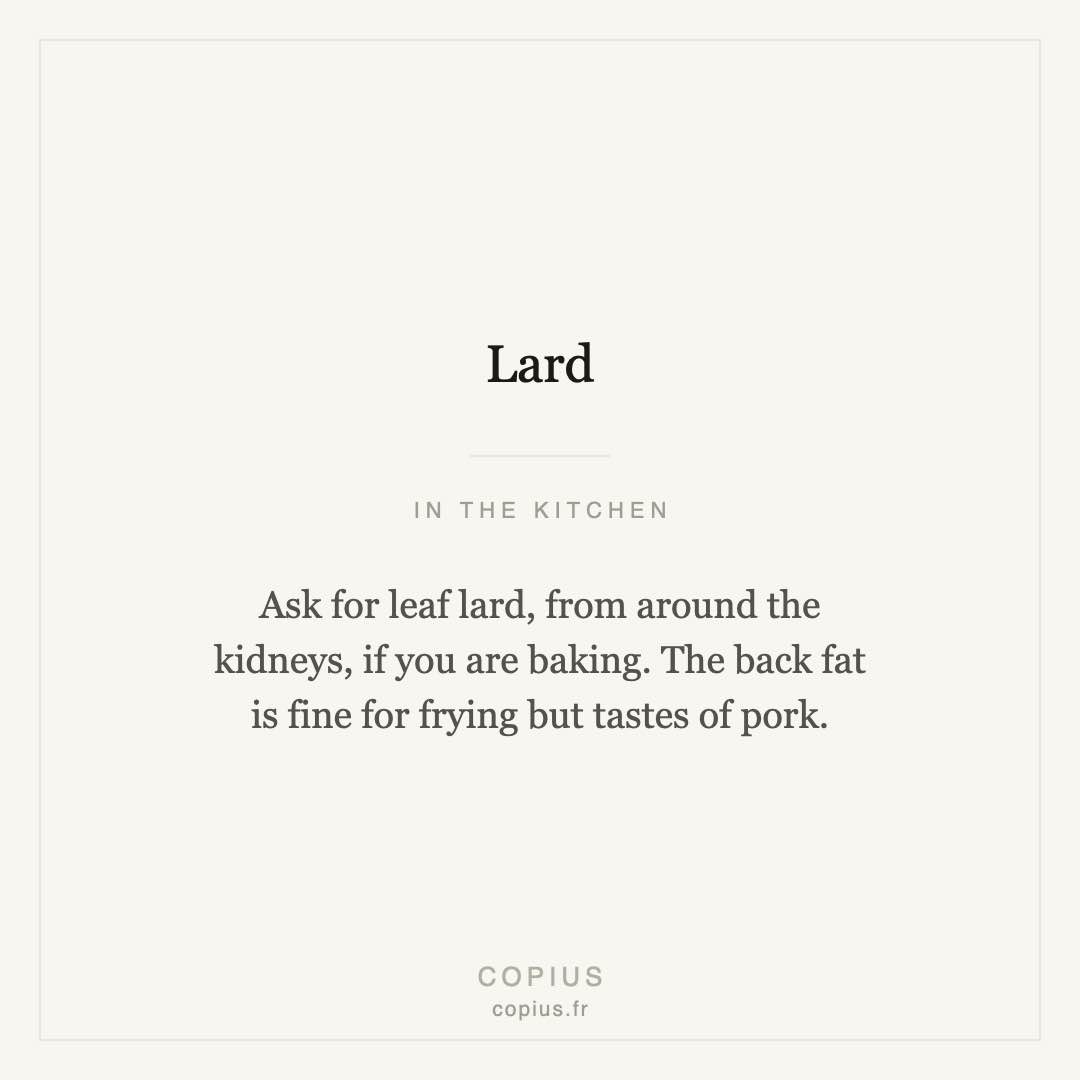 Lard
IN THE KITCHEN
Ask for leaf lard, from around the
kidneys, if you are baking. The back fat
is fine for frying but tastes of pork.
COPIUS
copius.fr